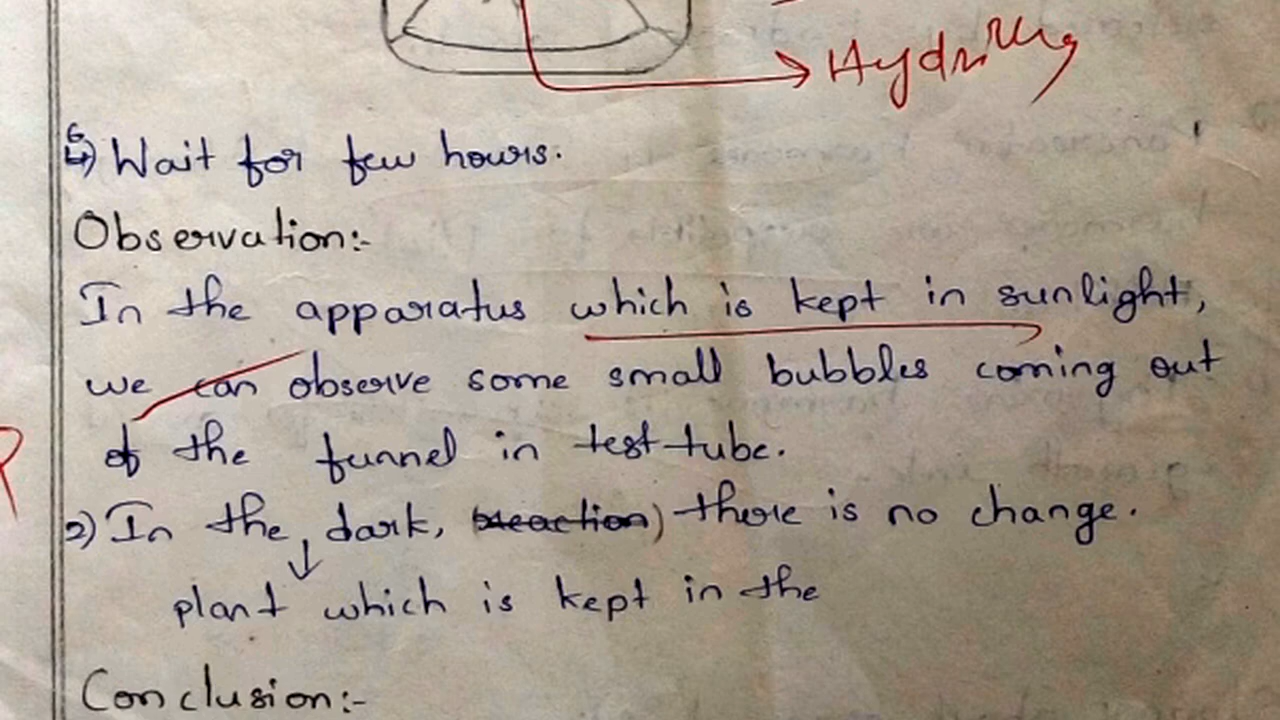 Hydrilla
6) Wait for few hours.
Observation:-
In the apparatus which is kept in sunlight,
we can observe some small bubbles coming out
of the funnel in test-tube.
2) In the, dark, (reaction) there is no change.
plant which is kept in the
Conclusion:-